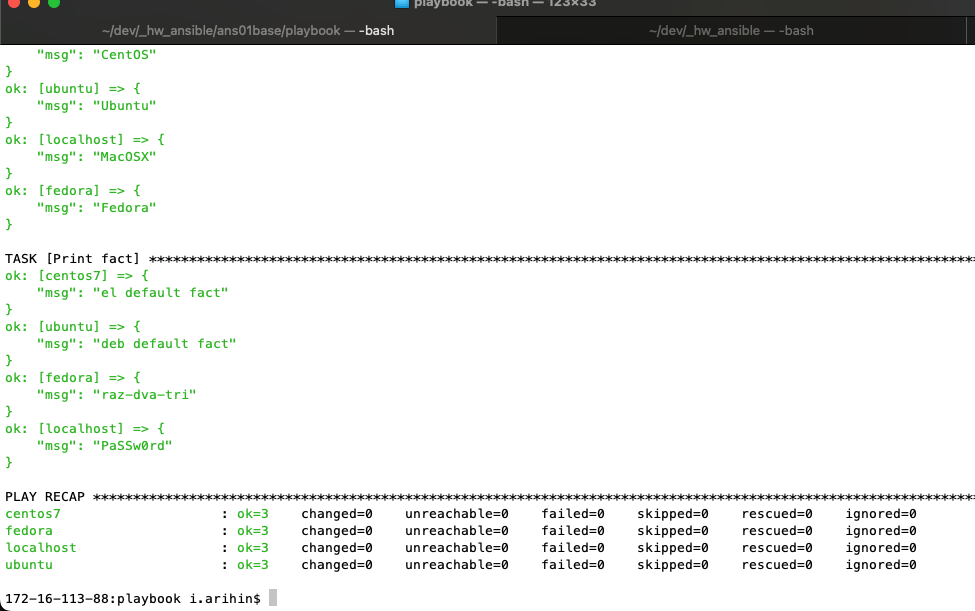 playbook — -bash — 123×33
~/dev/_hw_ansible/ans01base/playbook — -bash
~/dev/_hw_ansible — -bash
    "msg": "CentOS"
}
ok: [ubuntu] => {
    "msg": "Ubuntu"
}
ok: [localhost] => {
    "msg": "MacOSX"
}
ok: [fedora] => {
    "msg": "Fedora"
}

TASK [Print fact] *******************************************************************************************************
ok: [centos7] => {
    "msg": "el default fact"
}
ok: [ubuntu] => {
    "msg": "deb default fact"
}
ok: [fedora] => {
    "msg": "raz-dva-tri"
}
ok: [localhost] => {
    "msg": "PaSSw0rd"
}

PLAY RECAP **************************************************************************************************************
centos7                    : ok=3    changed=0    unreachable=0    failed=0    skipped=0    rescued=0    ignored=0
fedora                     : ok=3    changed=0    unreachable=0    failed=0    skipped=0    rescued=0    ignored=0
localhost                  : ok=3    changed=0    unreachable=0    failed=0    skipped=0    rescued=0    ignored=0
ubuntu                     : ok=3    changed=0    unreachable=0    failed=0    skipped=0    rescued=0    ignored=0

172-16-113-88:playbook i.arihin$